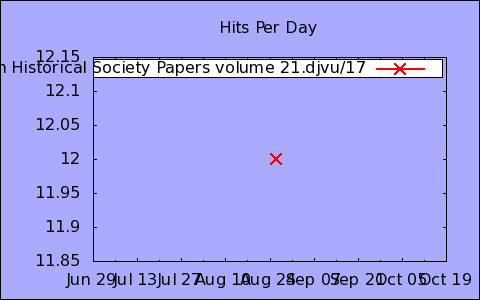 Hits Per Day
12.15
Historical Society Papers volume 21.djvu/17
12.1
12.05
12
11.95
11.9
11.85
Jun 29 Jul 13 Jul 27 Aug 10 Aug 24 Sep 07 Sep 21 Oct 05 Oct 19